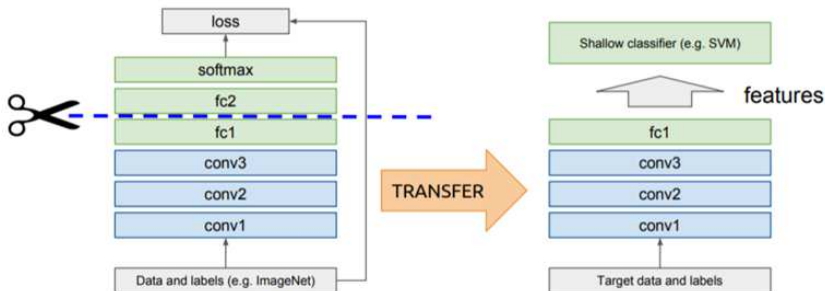 loss
softmax
fc2
fc1
conv3
conv2
conv1
Data and labels (e.g. ImageNet)
TRANSFER
Shallow classifier (e.g. SVM)
features
fc1
conv3
conv2
conv1
Target data and labels